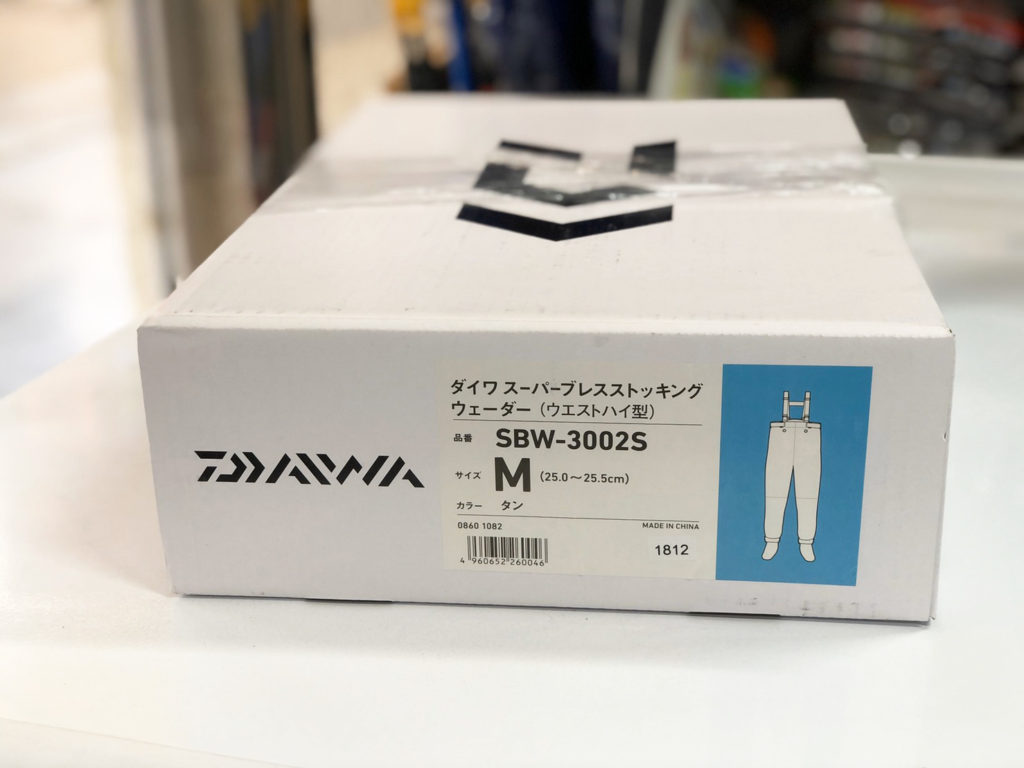 DAIWA
ダイワ スーパーブレスストッキング
ウェーダー（ウエストハイ型）
品番 SBW-3002S
サイズ M (25.0～25.5cm)
カラー タン
0860 1082 MADE IN CHINA
4 960652 260046 1812